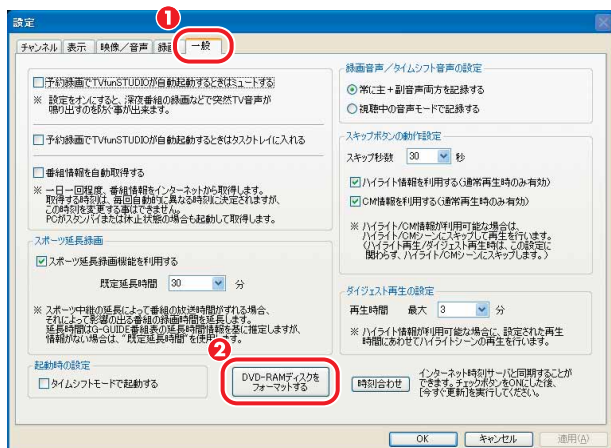 設定
1
チャンネル 表示 映像／音声 録画 一般
□予約録画でTVfunSTUDIOが自動起動するときはミュートする
※ 設定をオンにすると、深夜番組の録画などで突然TV音声が
鳴り出すのを防ぐ事が出来ます。
□予約録画でTVfunSTUDIOが自動起動するときはタスクトレイに入れる
□番組情報を自動取得する
※ 一日一回程度、番組情報をインターネットから取得します。
取得する時刻は、毎回自動的に異なる時刻に決定されますが、
この時刻を変更する事はできません。
PCがスタンバイまたは休止状態の場合も起動して取得します。
スポーツ延長録画
スポーツ延長録画機能を利用する
既定延長時間 30 分
※ スポーツ中継の延長によって番組の放送時間がずれる場合、
それによって影響の出る番組の録画時間を延長します。
延長時間はG-GUIDE番組表の延長時間情報を基に推定しますが、
情報がない場合は、"既定延長時間"を使用します。
起動時の設定
□タイムシフトモードで起動する
2
DVD-RAMディスクを
フォーマットする
録画音声／タイムシフト音声の設定
常に主＋副音声両方を記録する
視聴中の音声モードで記録する
スキップボタンの動作設定
スキップ秒数 30 秒
ハイライト情報を利用する(通常再生時のみ有効)
CM情報を利用する(通常再生時のみ有効)
※ ハイライト/CM情報が利用可能な場合は、
ハイライト/CMシーンにスキップして再生を行います。
(ハイライト再生/ダイジェスト再生時は、この設定に
関わらず、ハイライト/CMシーンにスキップします。)
ダイジェスト再生の設定
再生時間 最大 3 分
※ ハイライト情報が利用可能な場合に、設定された再生
時間にあわせてハイライトシーンの再生を行います。
時刻合わせ
インターネット時刻サーバと同期することが
できます。チェックボタンをONにした後、
[今すぐ更新]を実行してください。
OK キャンセル 適用(A)